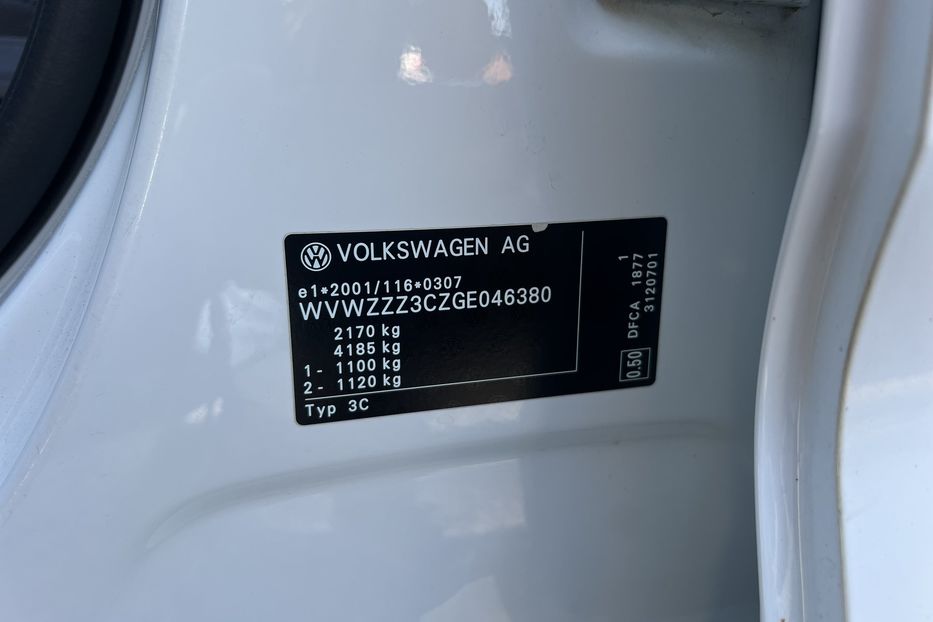 VOLKSWAGEN AG
e1*2001/116*0307
WVWZZZ3CZGE046380
2170 kg
4185 kg
1- 1100 kg
2- 1120 kg
Typ 3C
0.50 DFCA 1877 1
3120701